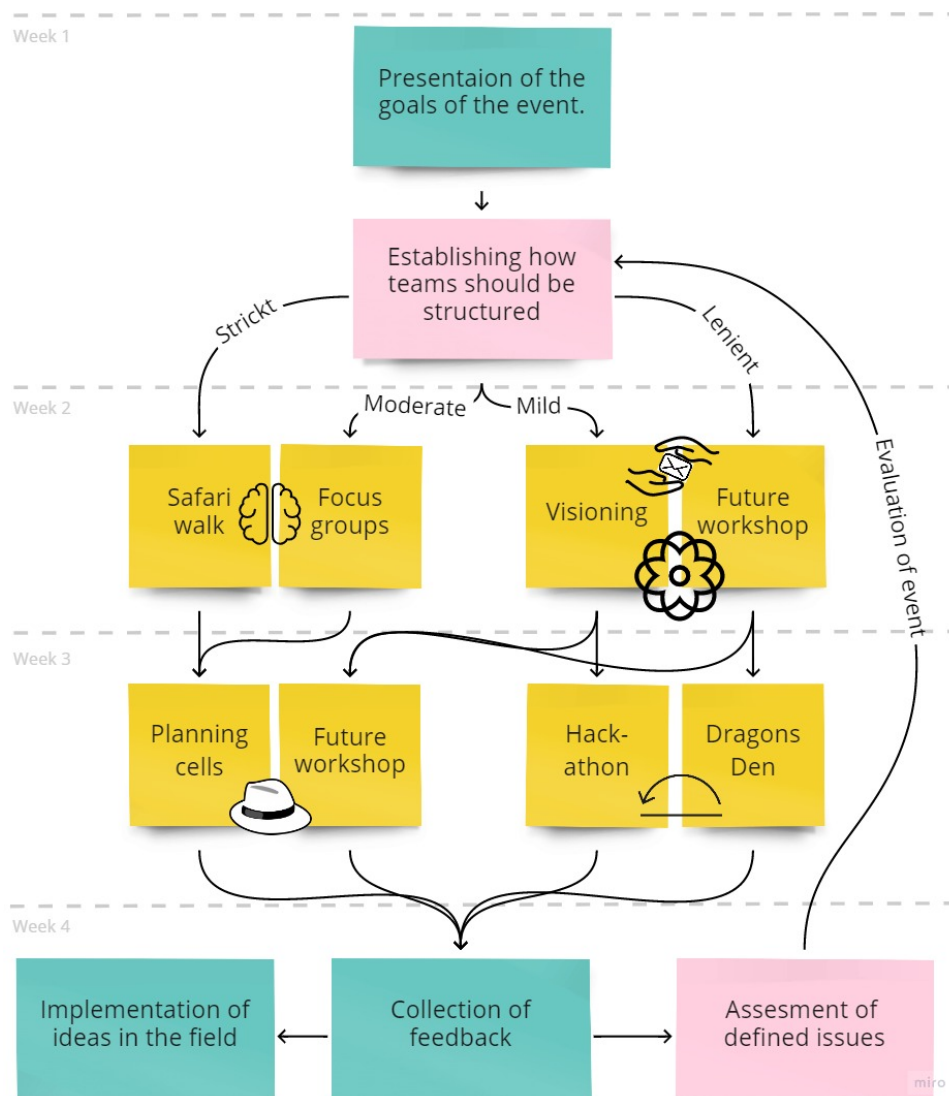 Week 1
Presentaion of the
goals of the event.
Establishing how
teams should be
structured
Strickt
Lenient
Week 2
Moderate
Mild
Evaluation of event
Safari
walk
Focus
groups
Visioning
Future
workshop
Week 3
Planning
cells
Future
workshop
Hack-
athon
Dragons
Den
Week 4
Implementation of
ideas in the field
Collection of
feedback
Assesment of
defined issues
miro